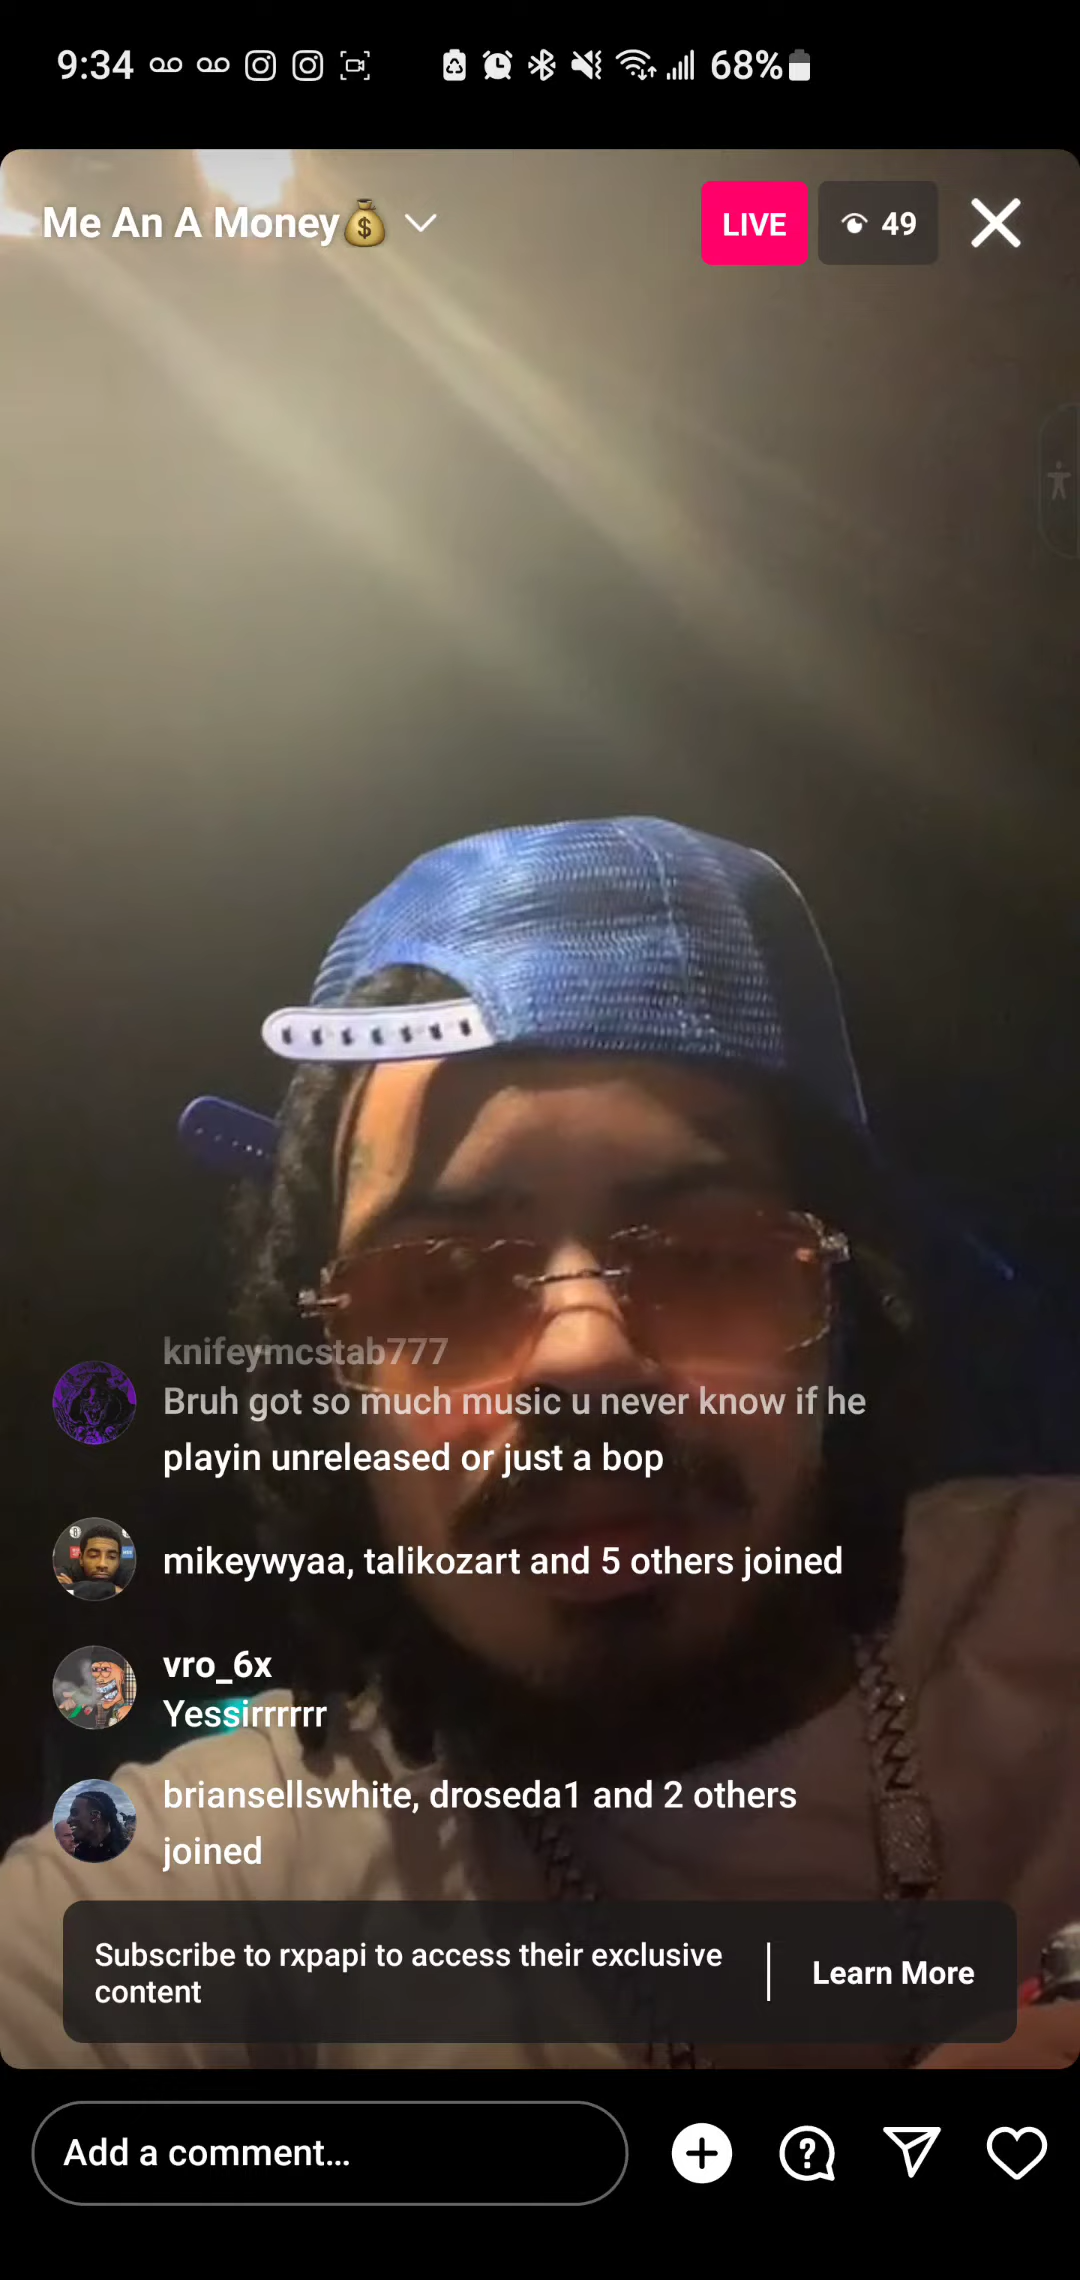 9:34 68%
Me An A Money💰 LIVE 49
knifeymcstab777
Bruh got so much music u never know if he
playin unreleased or just a bop
mikeywyaa, talikozart and 5 others joined
vro_6x
Yessirrrrrr
briansellswhite, droseda1 and 2 others
joined
Subscribe to rxpapi to access their exclusive
content
Learn More
Add a comment...